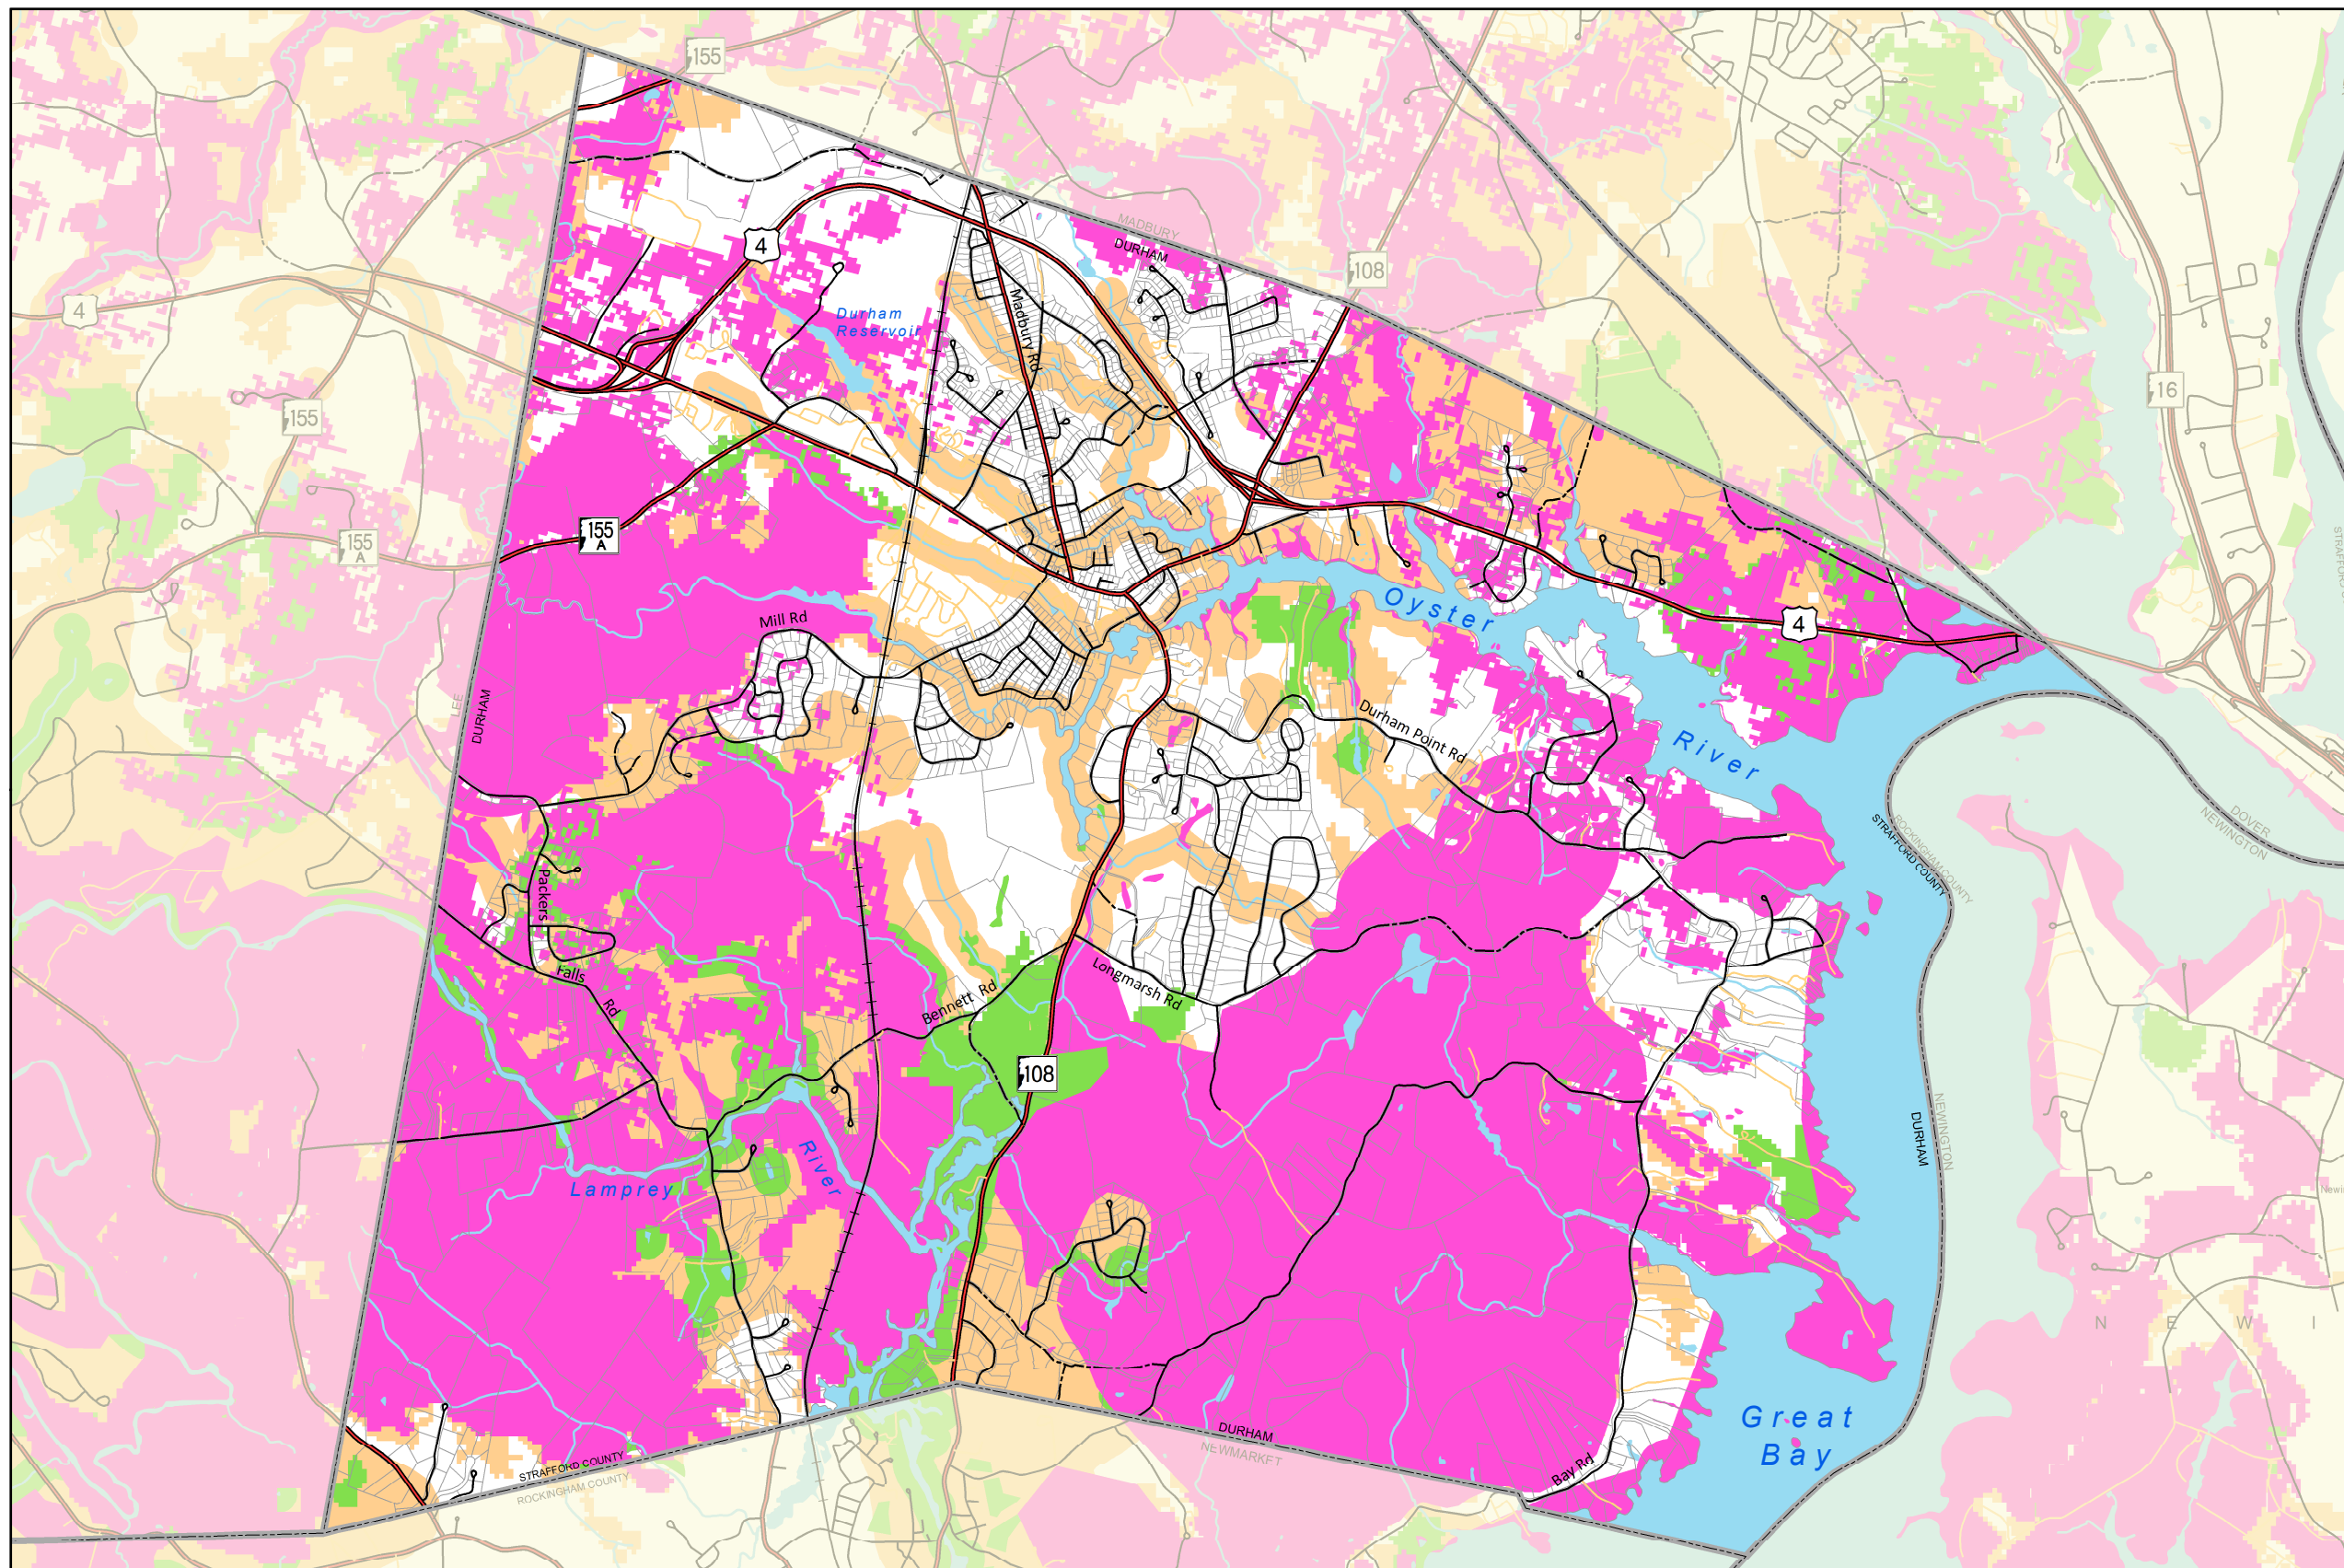 155
MADBURY
DURHAM
4
108
4
Durham
Reservoir
Madbury Rd
155
16
155
A
155
A
Oyster
4
Mill Rd
LEE
DURHAM
Durham Point Rd
River
DOVER
NEWINGTON
ROCKINGHAM COUNTY
STRAFFORD COUNTY
Packers
Falls
Rd
Bennett Rd
Longmarsh Rd
108
NEWINGTON
DURHAM
Lamprey
River
N E W I
Great
Bay
DURHAM
NEWMARKET
STRAFFORD COUNTY
ROCKINGHAM COUNTY
Bay Rd